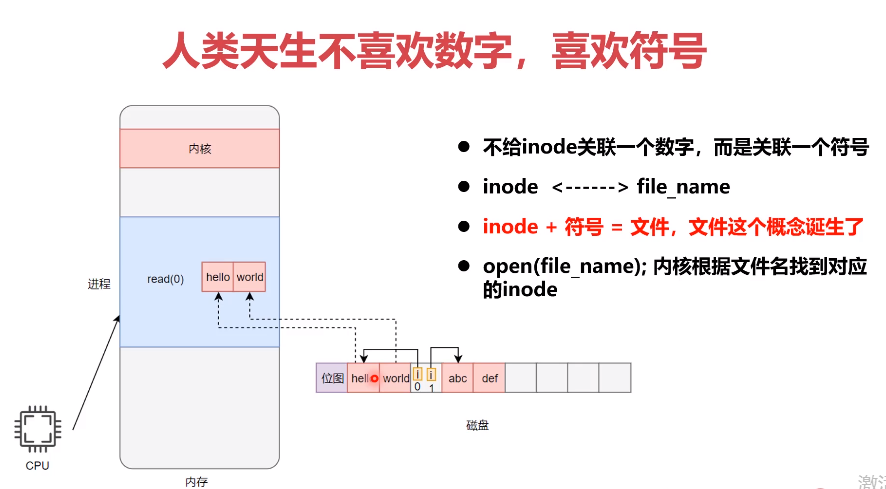 人类天生不喜欢数字，喜欢符号
内核
进程
read(0)
hello
world
CPU
内存
位图
hello
world
i
0
i
1
abc
def
磁盘
● 不给inode关联一个数字，而是关联一个符号
● inode <------> file_name
● inode + 符号 = 文件，文件这个概念诞生了
● open(file_name); 内核根据文件名找到对应
的inode